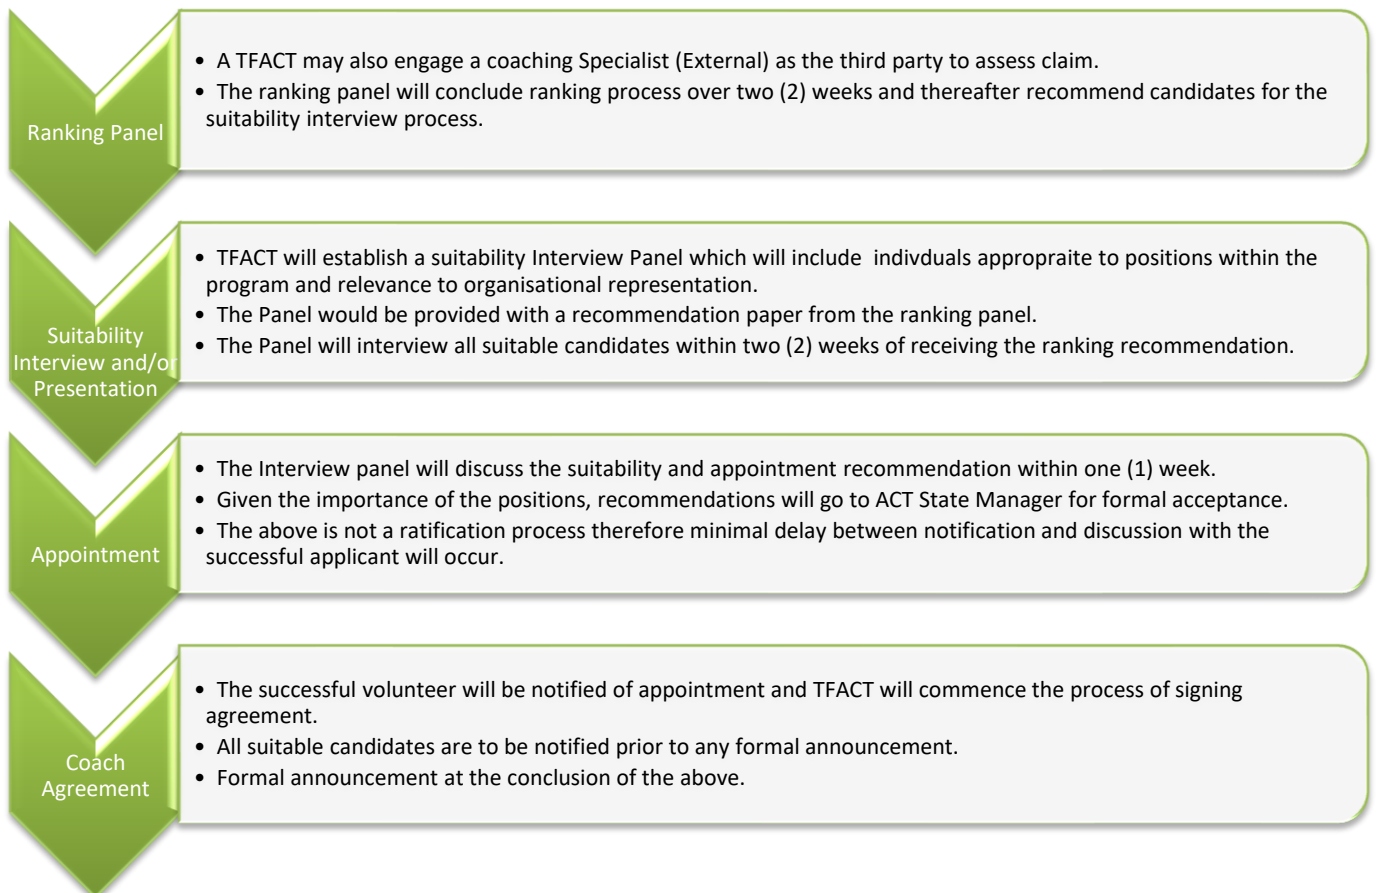 Ranking Panel
• A TFACT may also engage a coaching Specialist (External) as the third party to assess claim.
• The ranking panel will conclude ranking process over two (2) weeks and thereafter recommend candidates for the
suitability interview process.
Suitability
Interview and/or
Presentation
• TFACT will establish a suitability Interview Panel which will include indivduals appropraite to positions within the
program and relevance to organisational representation.
• The Panel would be provided with a recommendation paper from the ranking panel.
• The Panel will interview all suitable candidates within two (2) weeks of receiving the ranking recommendation.
Appointment
• The Interview panel will discuss the suitability and appointment recommendation within one (1) week.
• Given the importance of the positions, recommendations will go to ACT State Manager for formal acceptance.
• The above is not a ratification process therefore minimal delay between notification and discussion with the
successful applicant will occur.
Coach
Agreement
• The successful volunteer will be notified of appointment and TFACT will commence the process of signing
agreement.
• All suitable candidates are to be notified prior to any formal announcement.
• Formal announcement at the conclusion of the above.